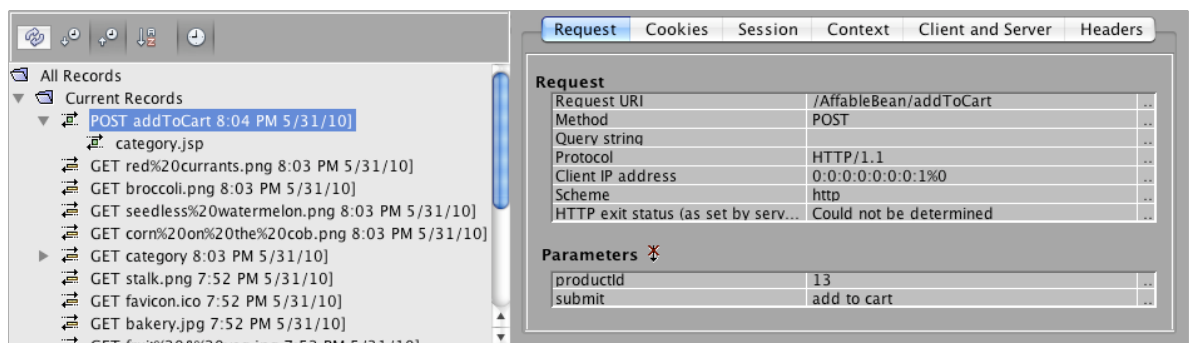 All Records
Current Records
POST addToCart 8:04 PM 5/31/10]
category.jsp
GET red%20currants.png 8:03 PM 5/31/10]
GET broccoli.png 8:03 PM 5/31/10]
GET seedless%20watermelon.png 8:03 PM 5/31/10]
GET corn%20on%20the%20cob.png 8:03 PM 5/31/10]
GET category 8:03 PM 5/31/10]
GET stalk.png 7:52 PM 5/31/10]
GET favicon.ico 7:52 PM 5/31/10]
GET bakery.jpg 7:52 PM 5/31/10]
Request Cookies Session Context Client and Server Headers
Request
Request URI /AffableBean/addToCart ..
Method POST ..
Query string ..
Protocol HTTP/1.1 ..
Client IP address 0:0:0:0:0:0:0:1%0 ..
Scheme http ..
HTTP exit status (as set by serv... Could not be determined ..
Parameters
productId 13 ..
submit add to cart ..